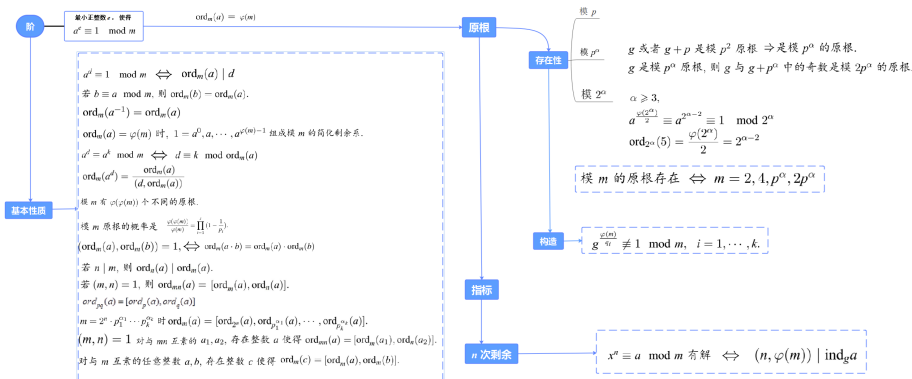 阶
最小正整数 e，使得
a^e ≡ 1 mod m
ord_m(a) = φ(m)
原根
基本性质
a^d = 1 mod m ⟺ ord_m(a) | d
若 b ≡ a mod m, 则 ord_m(b) = ord_m(a).
ord_m(a^{-1}) = ord_m(a)
ord_m(a) = φ(m) 时, 1 = a^0, a, ···, a^{φ(m)-1} 组成模 m 的简化剩余系.
a^d = a^k mod m ⟺ d ≡ k mod ord_m(a)
ord_m(a^d) = ord_m(a) / (d, ord_m(a))
模 m 有 φ(φ(m)) 个不同的原根.
模 m 原根的概率是 φ(φ(m))/φ(m) = ∏_{i=1} (1 - 1/p_i).
(ord_m(a), ord_m(b)) = 1, ⟺ ord_m(a · b) = ord_m(a) · ord_m(b)
若 n | m, 则 ord_n(a) | ord_m(a).
若 (m, n) = 1, 则 ord_{mn}(a) = [ord_m(a), ord_n(a)].
ord_{pq}(a) = [ord_p(a), ord_q(a)]
m = 2^n · p_1^{α_1} ··· p_k^{α_k} 时 ord_m(a) = [ord_{2^n}(a), ord_{p_1^{α_1}}(a), ···, ord_{p_k^{α_k}}(a)].
(m, n) = 1 对与 mn 互素的 a_1, a_2, 存在整数 a 使得 ord_{mn}(a) = [ord_m(a_1), ord_n(a_2)].
对与 m 互素的任意整数 a, b, 存在整数 c 使得 ord_m(c) = [ord_m(a), ord_m(b)].
存在性
模 p
模 p^α
g 或者 g + p 是模 p^2 原根 ⇒ 是模 p^α 的原根.
g 是模 p^α 原根, 则 g 与 g + p^α 中的奇数是模 2p^α 的原根
模 2^α
α ⩾ 3,
a^{φ(2^α)/2} ≡ a^{2^{α-2}} ≡ 1 mod 2^α
ord_{2^α}(5) = φ(2^α)/2 = 2^{α-2}
模 m 的原根存在 ⟺ m = 2, 4, p^α, 2p^α
构造
g^{φ(m)/q_i} ≢ 1 mod m, i = 1, ···, k.
指标
n 次剩余
x^n ≡ a mod m 有解 ⟺ (n, φ(m)) | ind_g a